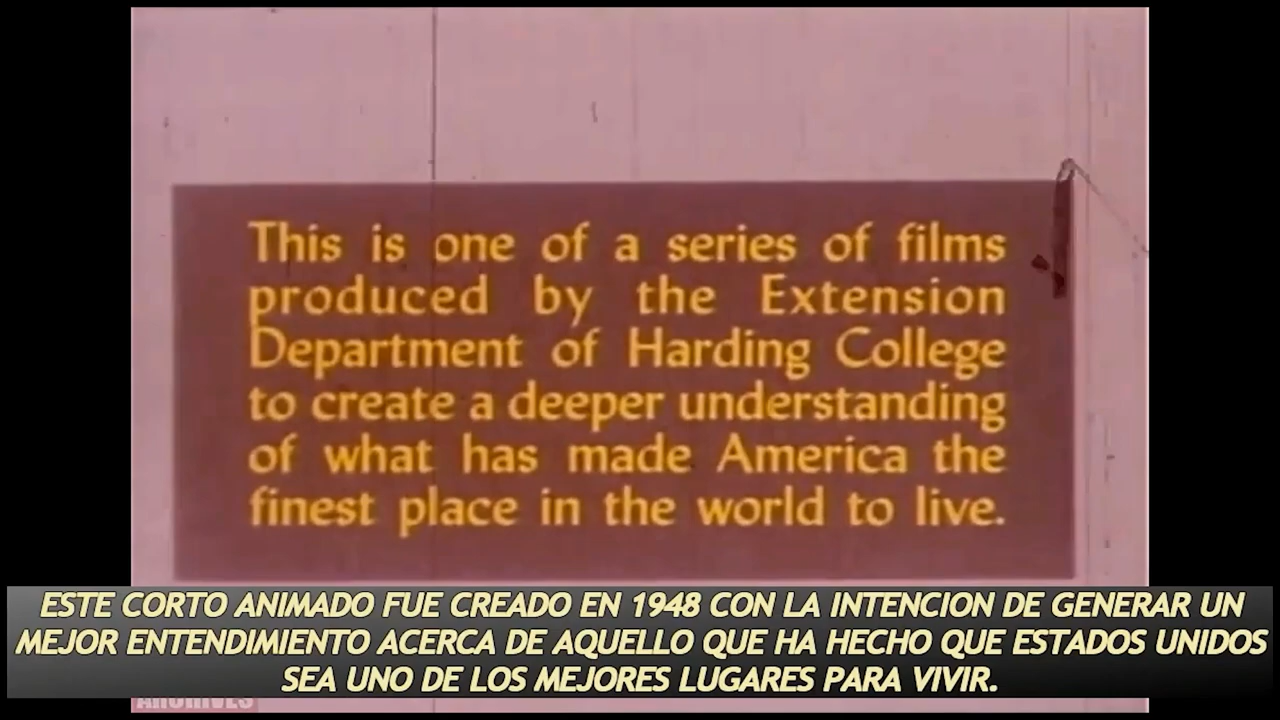 This is one of a series of films
produced by the Extension
Department of Harding College
to create a deeper understanding
of what has made America the
finest place in the world to live.
ESTE CORTO ANIMADO FUE CREADO EN 1948 CON LA INTENCION DE GENERAR UN
MEJOR ENTENDIMIENTO ACERCA DE AQUELLO QUE HA HECHO QUE ESTADOS UNIDOS
SEA UNO DE LOS MEJORES LUGARES PARA VIVIR.
ARCHIVES